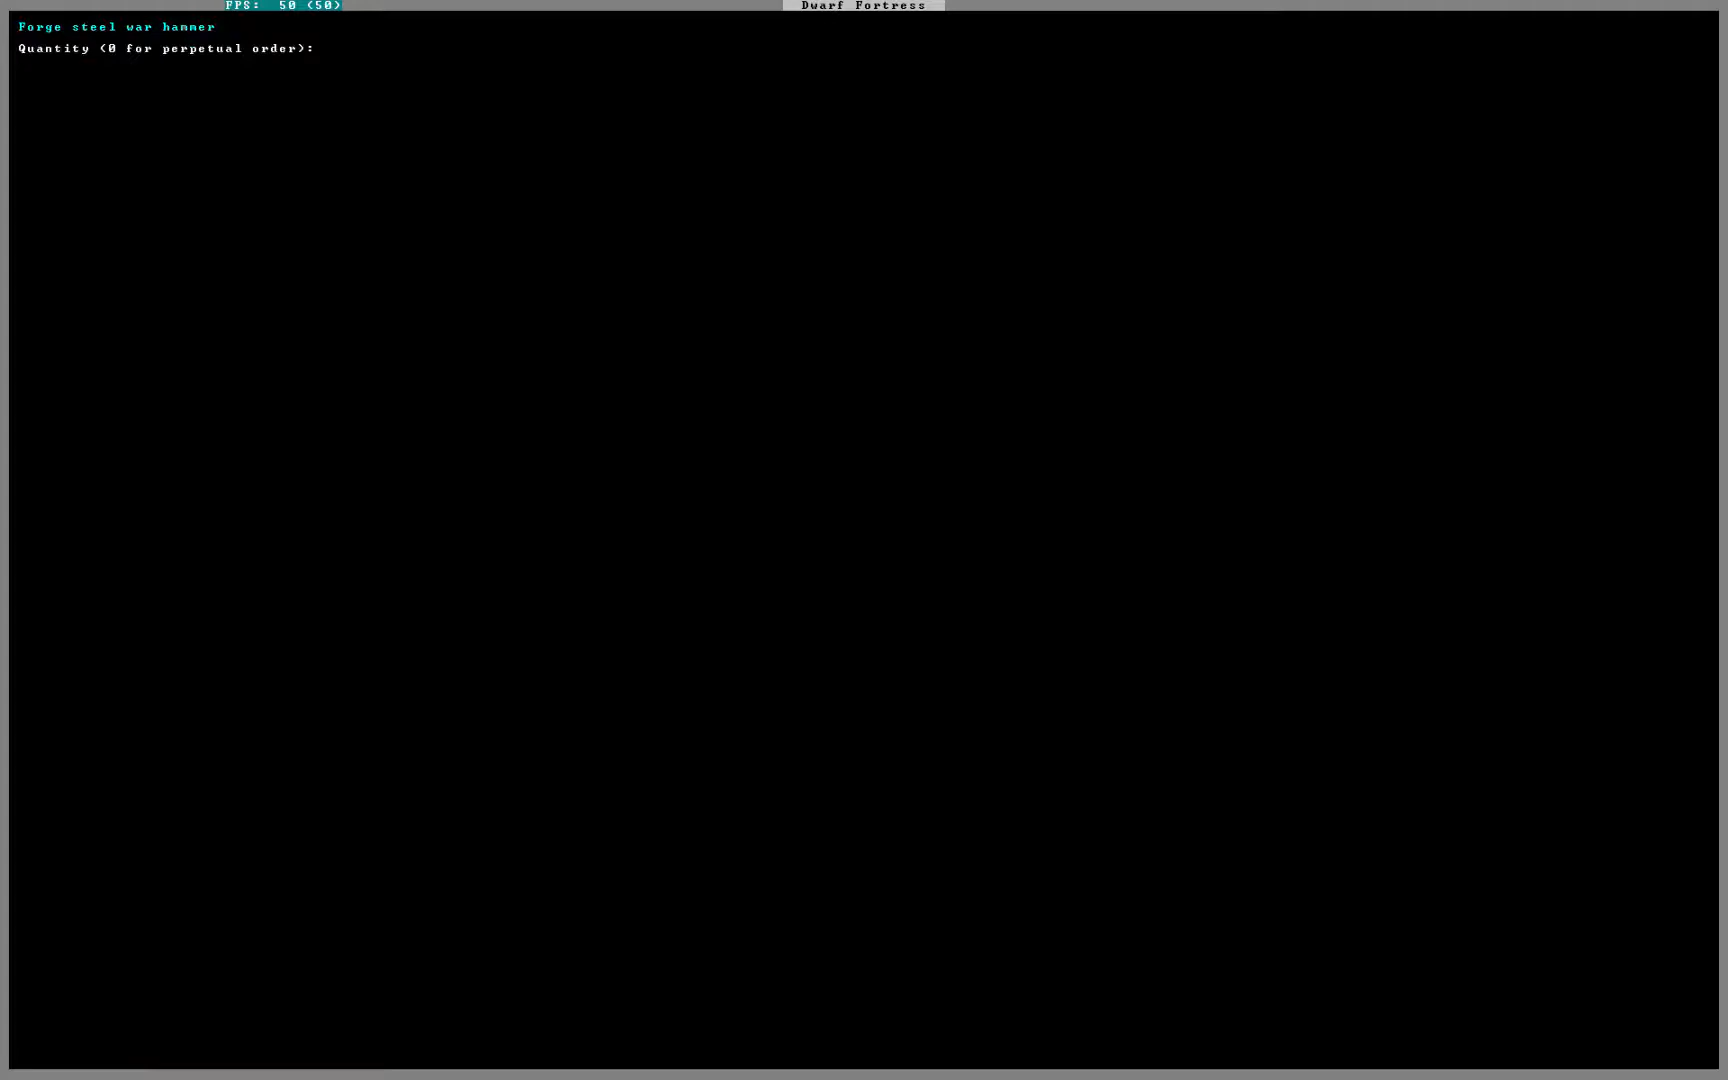 FPS: 50 (50) Dwarf Fortress
Forge steel war hammer
Quantity (0 for perpetual order):